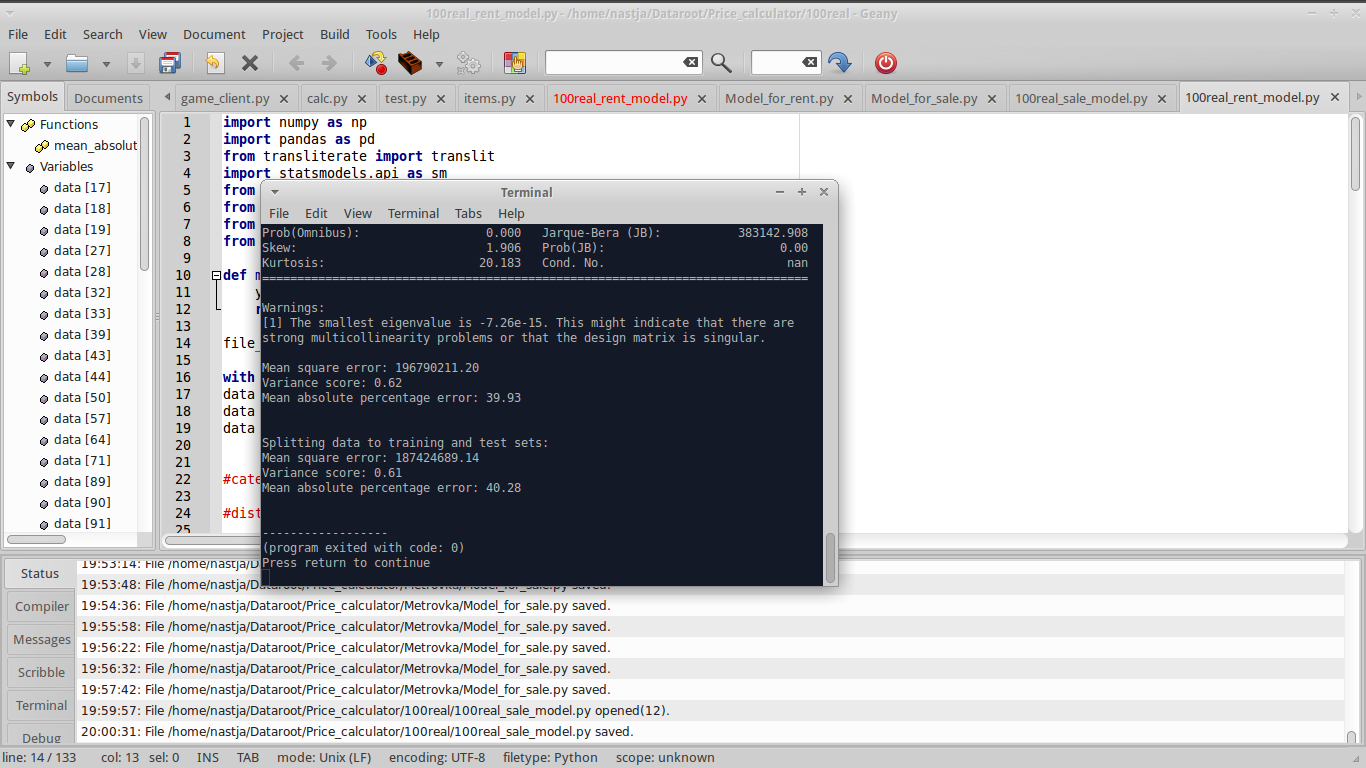 100real_rent_model.py - /home/nastja/Dataroot/Price_calculator/100real - Geany
File Edit Search View Document Project Build Tools Help
Symbols Documents game_client.py calc.py test.py items.py 100real_rent_model.py Model_for_rent.py Model_for_sale.py 100real_sale_model.py 100real_rent_model.py
Functions
mean_absolut
Variables
data [17]
data [18]
data [19]
data [27]
data [28]
data [32]
data [33]
data [39]
data [43]
data [44]
data [50]
data [57]
data [64]
data [71]
data [89]
data [90]
data [91]
1 import numpy as np
2 import pandas as pd
3 from transliterate import translit
4 import statsmodels.api as sm
5 from
6 from
7 from
8 from
9
10 def
11
12
13
14 file_
15
16 with
17 data
18 data
19 data
20
21
22 #cate
23
24 #dist
25
Terminal
File Edit View Terminal Tabs Help
Prob(Omnibus): 0.000 Jarque-Bera (JB): 383142.908
Skew: 1.906 Prob(JB): 0.00
Kurtosis: 20.183 Cond. No. nan
==============================================================================
Warnings:
[1] The smallest eigenvalue is -7.26e-15. This might indicate that there are
strong multicollinearity problems or that the design matrix is singular.
Mean square error: 196790211.20
Variance score: 0.62
Mean absolute percentage error: 39.93
Splitting data to training and test sets:
Mean square error: 187424689.14
Variance score: 0.61
Mean absolute percentage error: 40.28
------------------
(program exited with code: 0)
Press return to continue
Status
Compiler
Messages
Scribble
Terminal
Debug
19:53:14: File /home/nastja/D
19:53:48: File /home/nastja/Dataroot/Price_calculator/Metrovka/Model_for_sale.py saved.
19:54:36: File /home/nastja/Dataroot/Price_calculator/Metrovka/Model_for_sale.py saved.
19:55:58: File /home/nastja/Dataroot/Price_calculator/Metrovka/Model_for_sale.py saved.
19:56:22: File /home/nastja/Dataroot/Price_calculator/Metrovka/Model_for_sale.py saved.
19:56:32: File /home/nastja/Dataroot/Price_calculator/Metrovka/Model_for_sale.py saved.
19:57:42: File /home/nastja/Dataroot/Price_calculator/Metrovka/Model_for_sale.py saved.
19:59:57: File /home/nastja/Dataroot/Price_calculator/100real/100real_sale_model.py opened(12).
20:00:31: File /home/nastja/Dataroot/Price_calculator/100real/100real_sale_model.py saved.
line: 14 / 133 col: 13 sel: 0 INS TAB mode: Unix (LF) encoding: UTF-8 filetype: Python scope: unknown